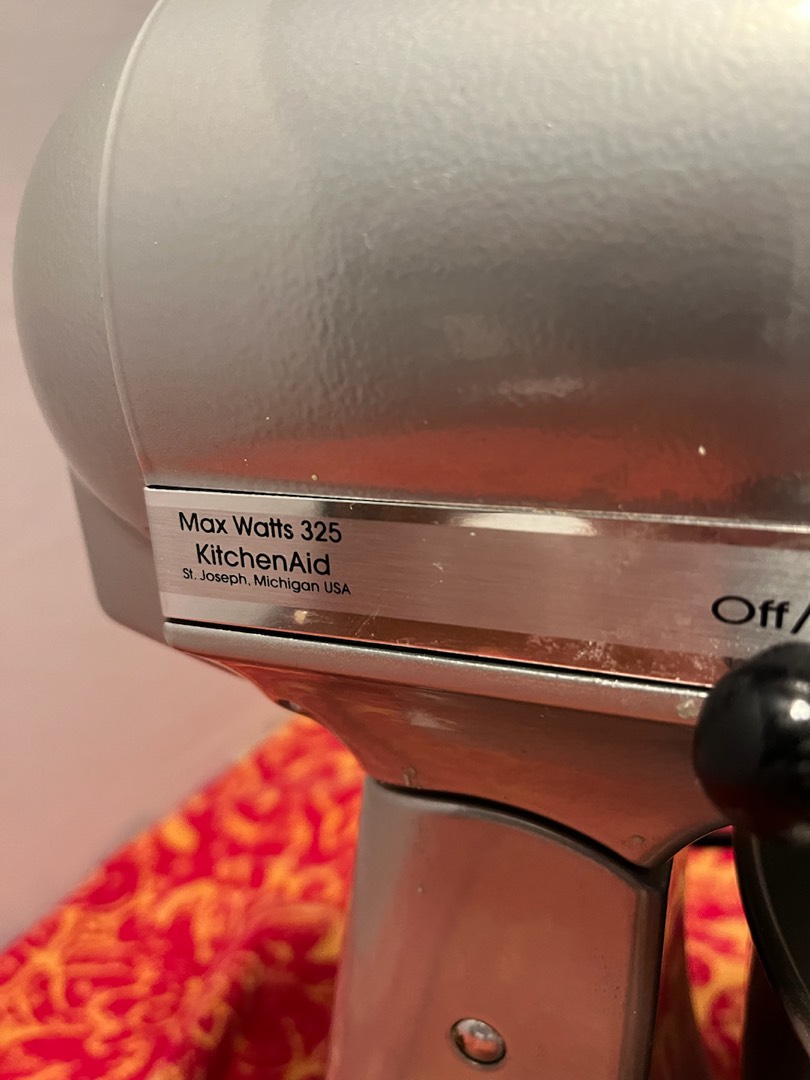 Max Watts 325
KitchenAid
St. Joseph, Michigan USA
Off/